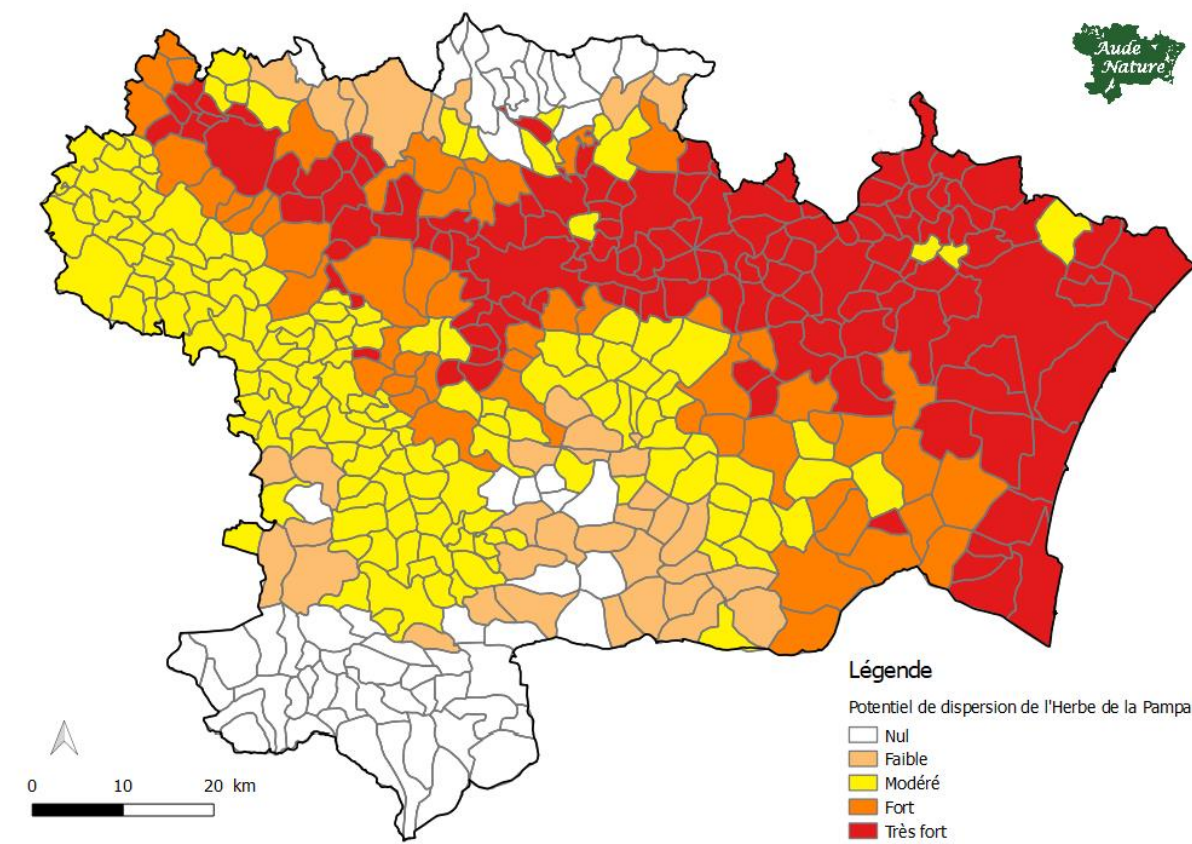 Aude
Nature
Légende
Potentiel de dispersion de l'Herbe de la Pampa
Nul
Faible
Modéré
Fort
Très fort
0 10 20 km